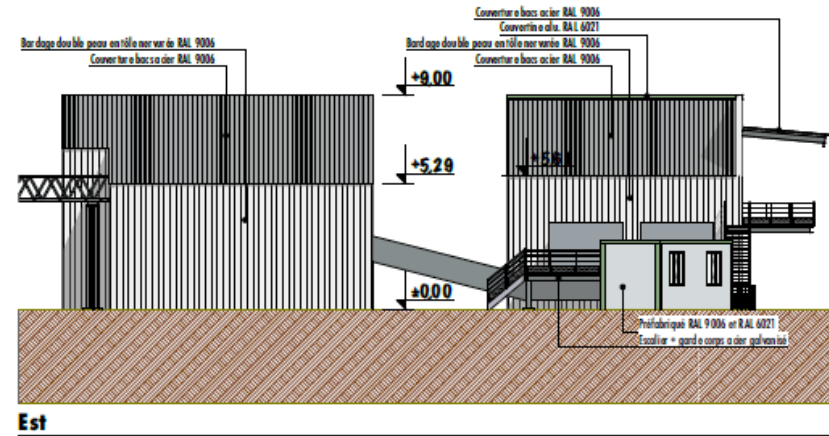 Couverture bacs acier RAL 9006
Couvertine alu. RAL 6021
Bardage double peau en tôle nervurée RAL 9006
Bardage double peau en tôle nervurée RAL 9006
Couverture bacs acier RAL 9006
Couverture bacs acier RAL 9006
+9,00
+5,29
+5,61
±0,00
Préfabriqué RAL 9006 et RAL 6021
Escalier + garde corps acier galvanisé
Est